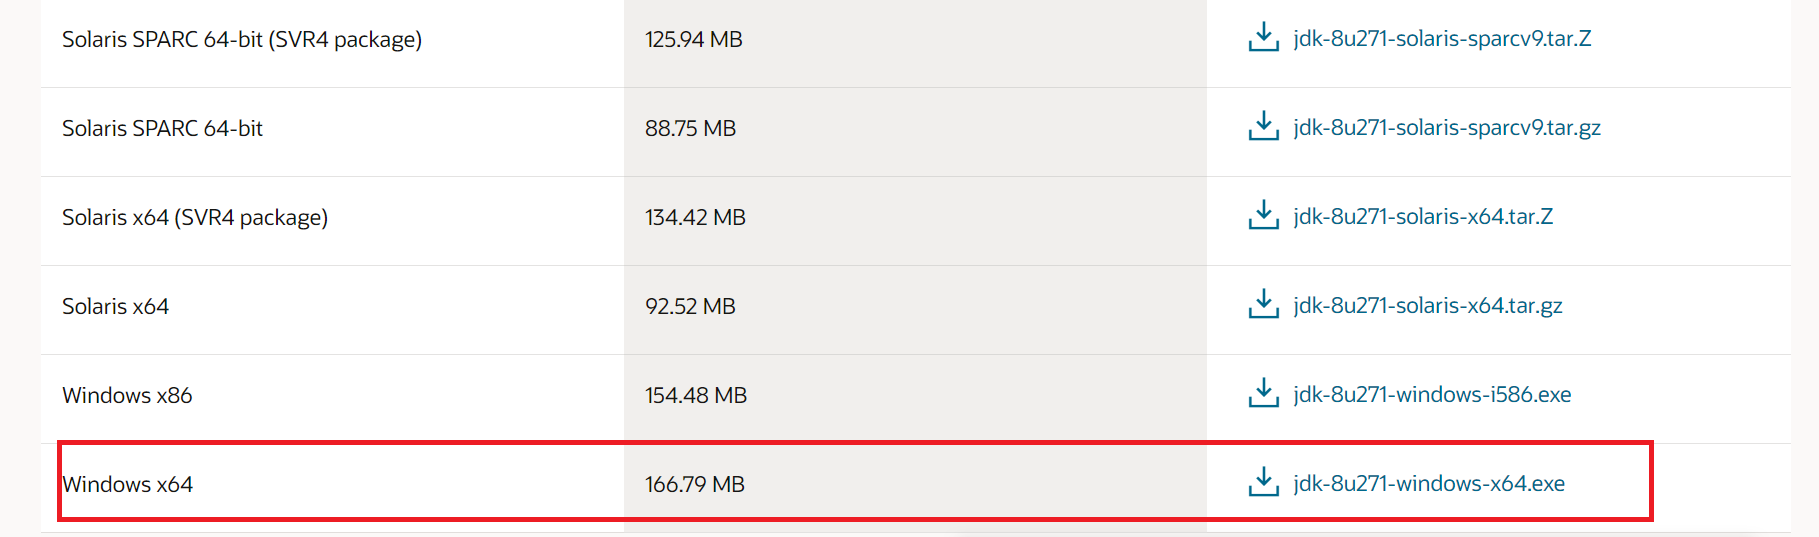 Solaris SPARC 64-bit (SVR4 package) 125.94 MB jdk-8u271-solaris-sparcv9.tar.Z
Solaris SPARC 64-bit 88.75 MB jdk-8u271-solaris-sparcv9.tar.gz
Solaris x64 (SVR4 package) 134.42 MB jdk-8u271-solaris-x64.tar.Z
Solaris x64 92.52 MB jdk-8u271-solaris-x64.tar.gz
Windows x86 154.48 MB jdk-8u271-windows-i586.exe
Windows x64 166.79 MB jdk-8u271-windows-x64.exe